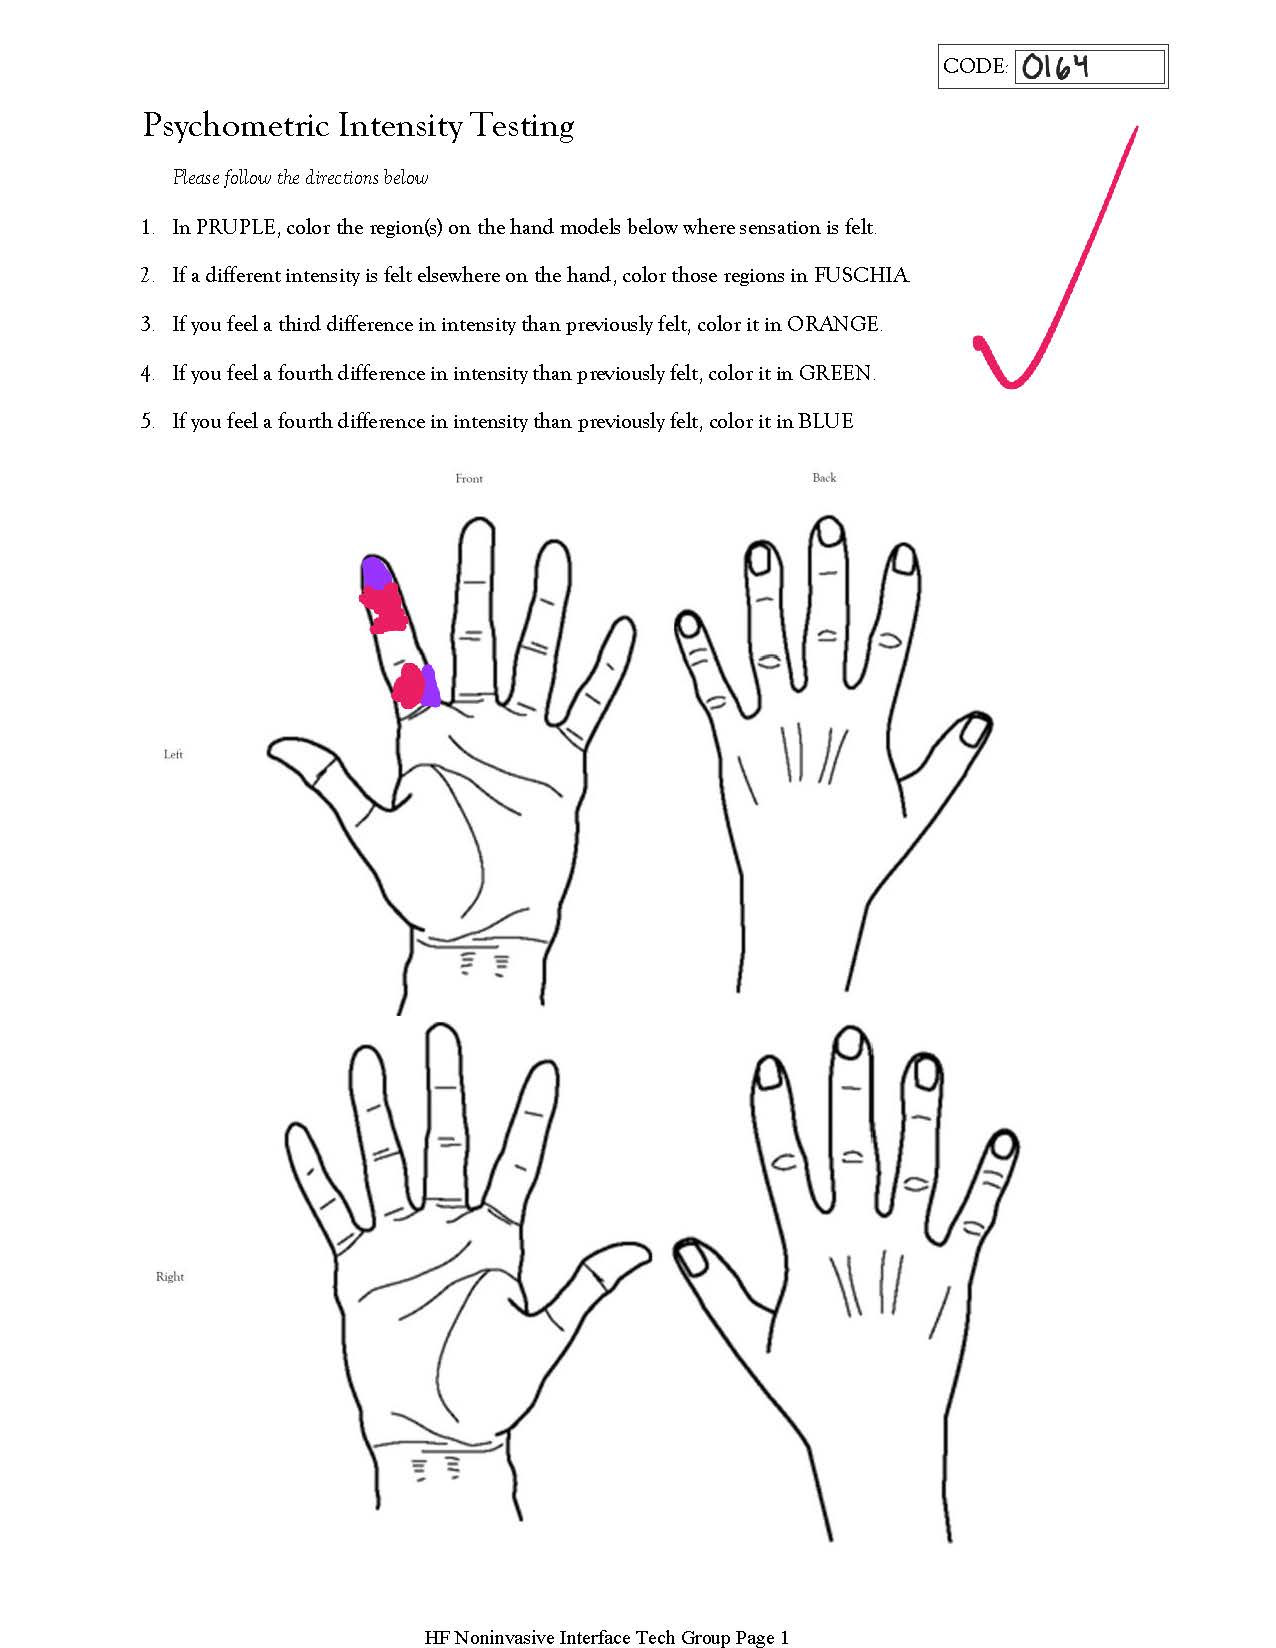 CODE: 0164
Psychometric Intensity Testing
Please follow the directions below
1. In PRUPLE, color the region(s) on the hand models below where sensation is felt.
2. If a different intensity is felt elsewhere on the hand, color those regions in FUSCHIA.
3. If you feel a third difference in intensity than previously felt, color it in ORANGE.
4. If you feel a fourth difference in intensity than previously felt, color it in GREEN.
5. If you feel a fourth difference in intensity than previously felt, color it in BLUE
Front Back
Left
Right
HF Noninvasive Interface Tech Group Page 1